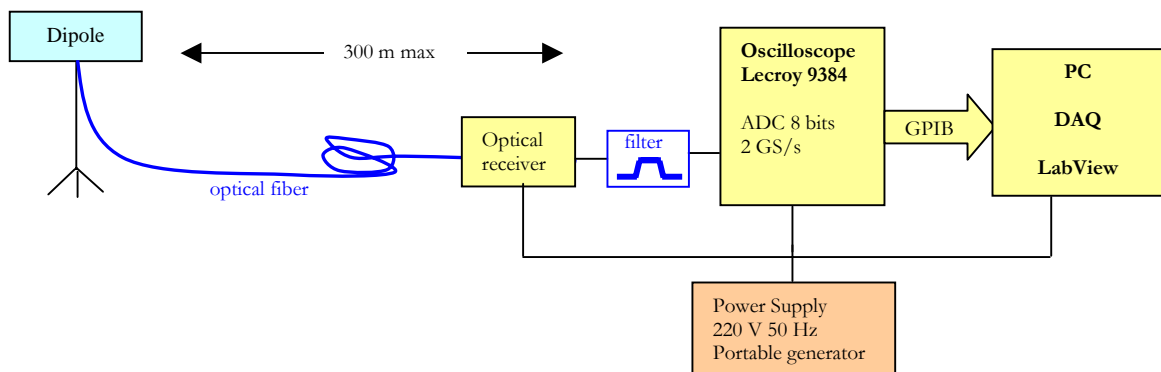 Dipole
300 m max
Oscilloscope
Lecroy 9384
ADC 8 bits
2 GS/s
GPIB
PC
DAQ
LabView
Optical
receiver
filter
optical fiber
Power Supply
220 V 50 Hz
Portable generator